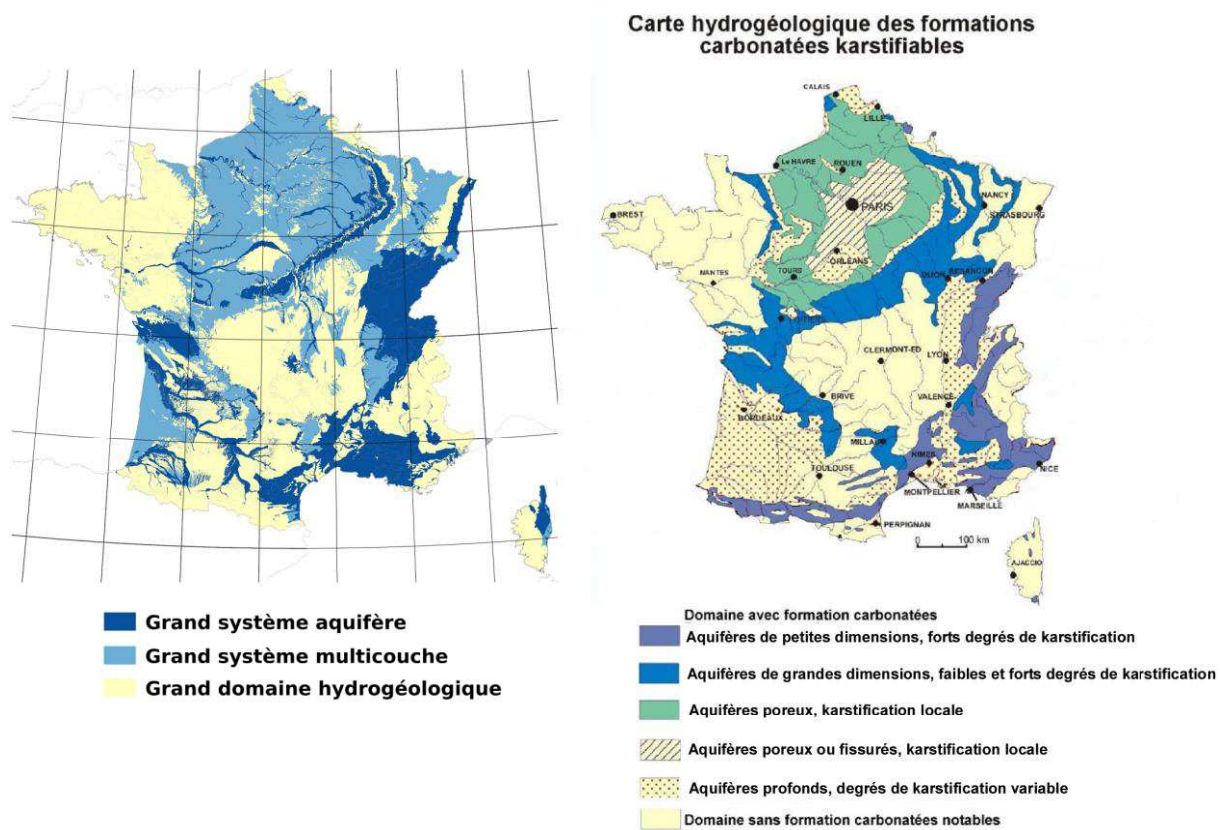 Carte hydrogéologique des formations
carbonatées karstifiables
CALAIS
LILLE
Le HAVRE
ROUEN
PARIS
NANCY
STRASBOURG
BREST
ORLÉANS
NANTES
TOURS
DIJON
BESANCON
CLERMONT-FD
LYON
BRIVE
VALENCE
BORDEAUX
MILLAU
NIMES
TOULOUSE
NICE
MONTPELLIER
MARSEILLE
PERPIGNAN
0 100 km
AJACCIO
Grand système aquifère
Grand système multicouche
Grand domaine hydrogéologique
Domaine avec formation carbonatées
Aquifères de petites dimensions, forts degrés de karstification
Aquifères de grandes dimensions, faibles et forts degrés de karstification
Aquifères poreux, karstification locale
Aquifères poreux ou fissurés, karstification locale
Aquifères profonds, degrés de karstification variable
Domaine sans formation carbonatées notables